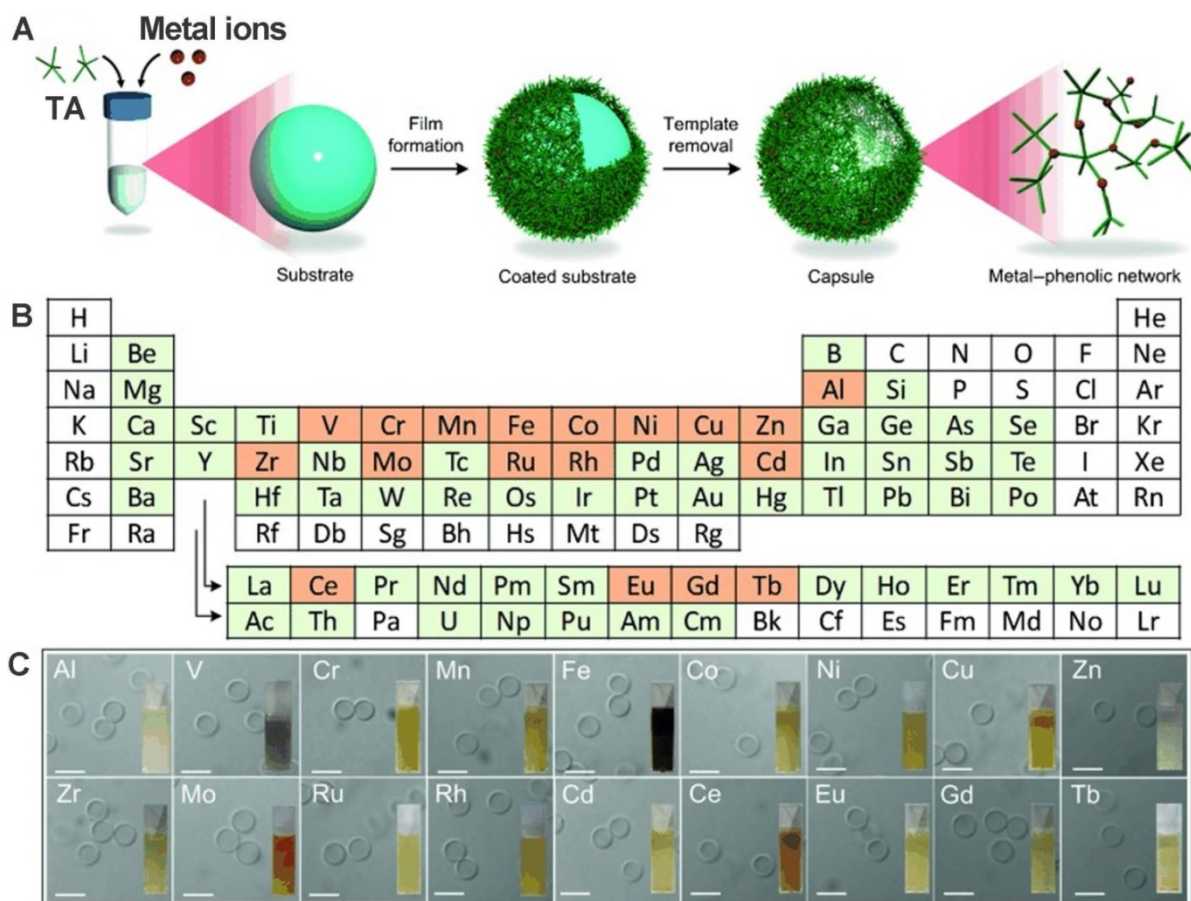 A
Metal ions
TA
Film formation
Template removal
Substrate
Coated substrate
Capsule
Metal–phenolic network
B
H He
Li Be B C N O F Ne
Na Mg Al Si P S Cl Ar
K Ca Sc Ti V Cr Mn Fe Co Ni Cu Zn Ga Ge As Se Br Kr
Rb Sr Y Zr Nb Mo Tc Ru Rh Pd Ag Cd In Sn Sb Te I Xe
Cs Ba Hf Ta W Re Os Ir Pt Au Hg Tl Pb Bi Po At Rn
Fr Ra Rf Db Sg Bh Hs Mt Ds Rg
La Ce Pr Nd Pm Sm Eu Gd Tb Dy Ho Er Tm Yb Lu
Ac Th Pa U Np Pu Am Cm Bk Cf Es Fm Md No Lr
C
Al V Cr Mn Fe Co Ni Cu Zn
Zr Mo Ru Rh Cd Ce Eu Gd Tb